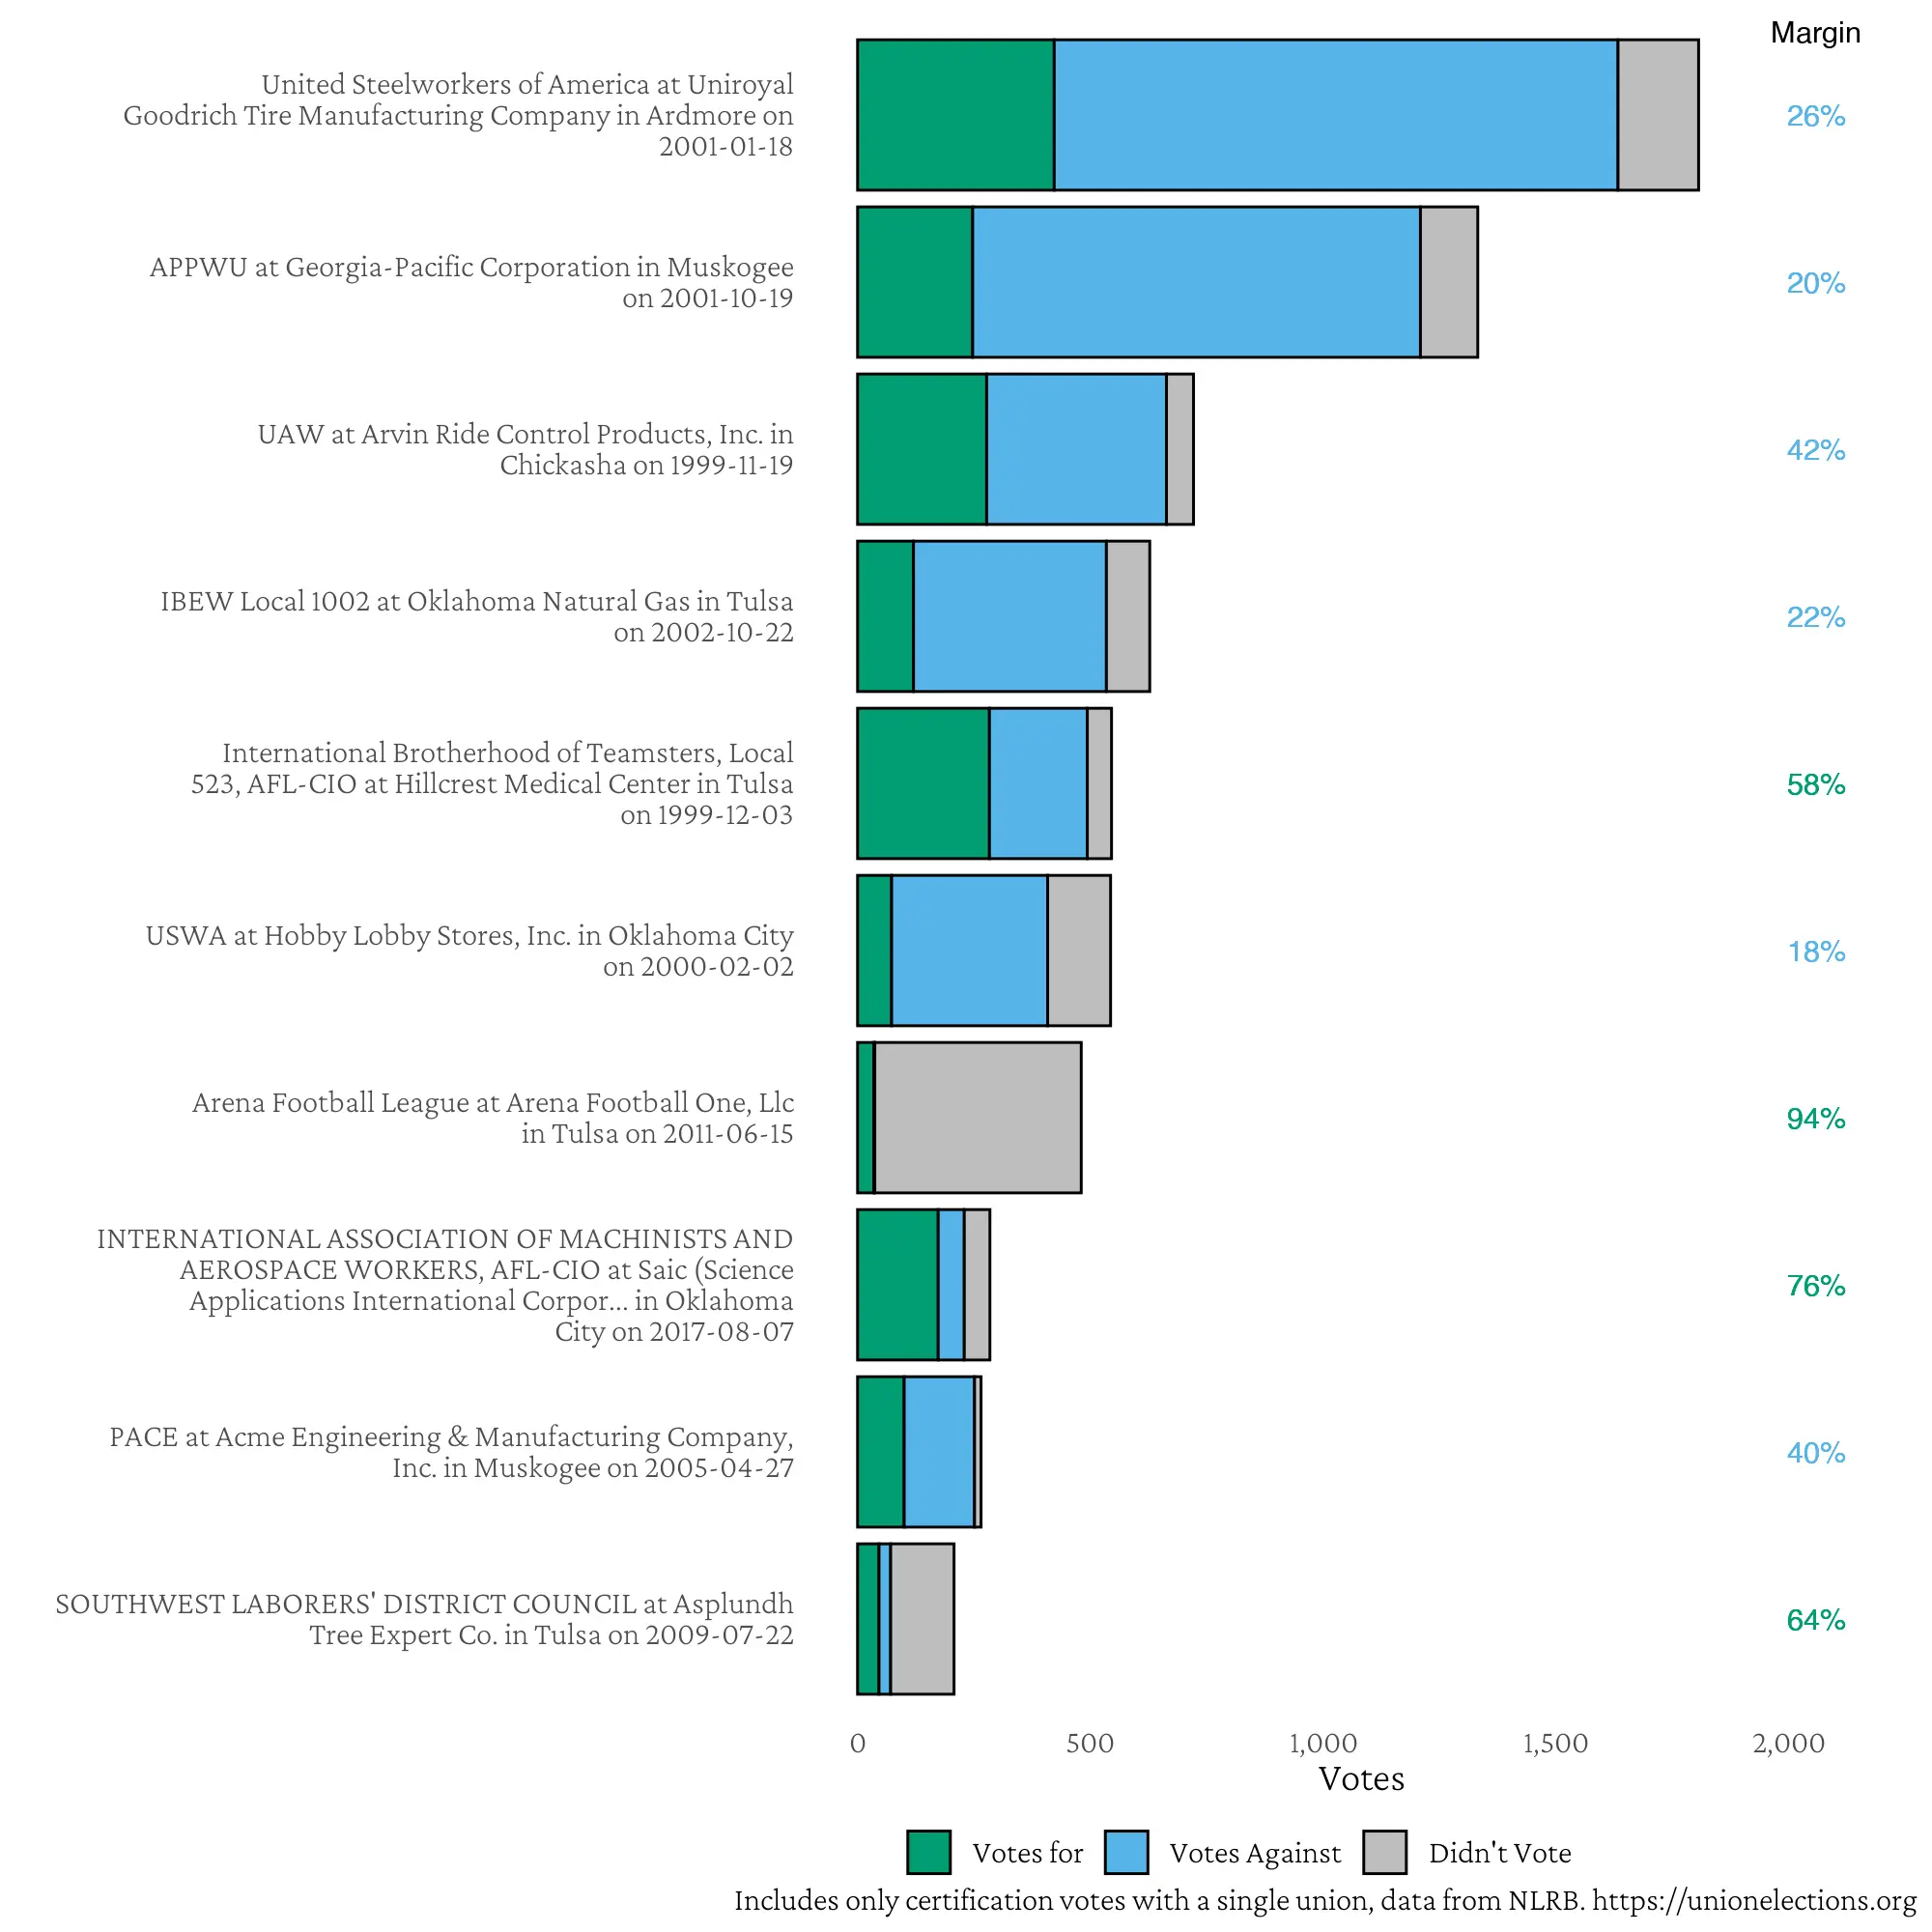 Margin
United Steelworkers of America at Uniroyal
Goodrich Tire Manufacturing Company in Ardmore on
2001-01-18
26%
APPWU at Georgia-Pacific Corporation in Muskogee
on 2001-10-19
20%
UAW at Arvin Ride Control Products, Inc. in
Chickasha on 1999-11-19
42%
IBEW Local 1002 at Oklahoma Natural Gas in Tulsa
on 2002-10-22
22%
International Brotherhood of Teamsters, Local
523, AFL-CIO at Hillcrest Medical Center in Tulsa
on 1999-12-03
58%
USWA at Hobby Lobby Stores, Inc. in Oklahoma City
on 2000-02-02
18%
Arena Football League at Arena Football One, Llc
in Tulsa on 2011-06-15
94%
INTERNATIONAL ASSOCIATION OF MACHINISTS AND
AEROSPACE WORKERS, AFL-CIO at Saic (Science
Applications International Corpor... in Oklahoma
City on 2017-08-07
76%
PACE at Acme Engineering & Manufacturing Company,
Inc. in Muskogee on 2005-04-27
40%
SOUTHWEST LABORERS' DISTRICT COUNCIL at Asplundh
Tree Expert Co. in Tulsa on 2009-07-22
64%
0 500 1,000 1,500 2,000
Votes
Votes for Votes Against Didn't Vote
Includes only certification votes with a single union, data from NLRB. https://unionelections.org